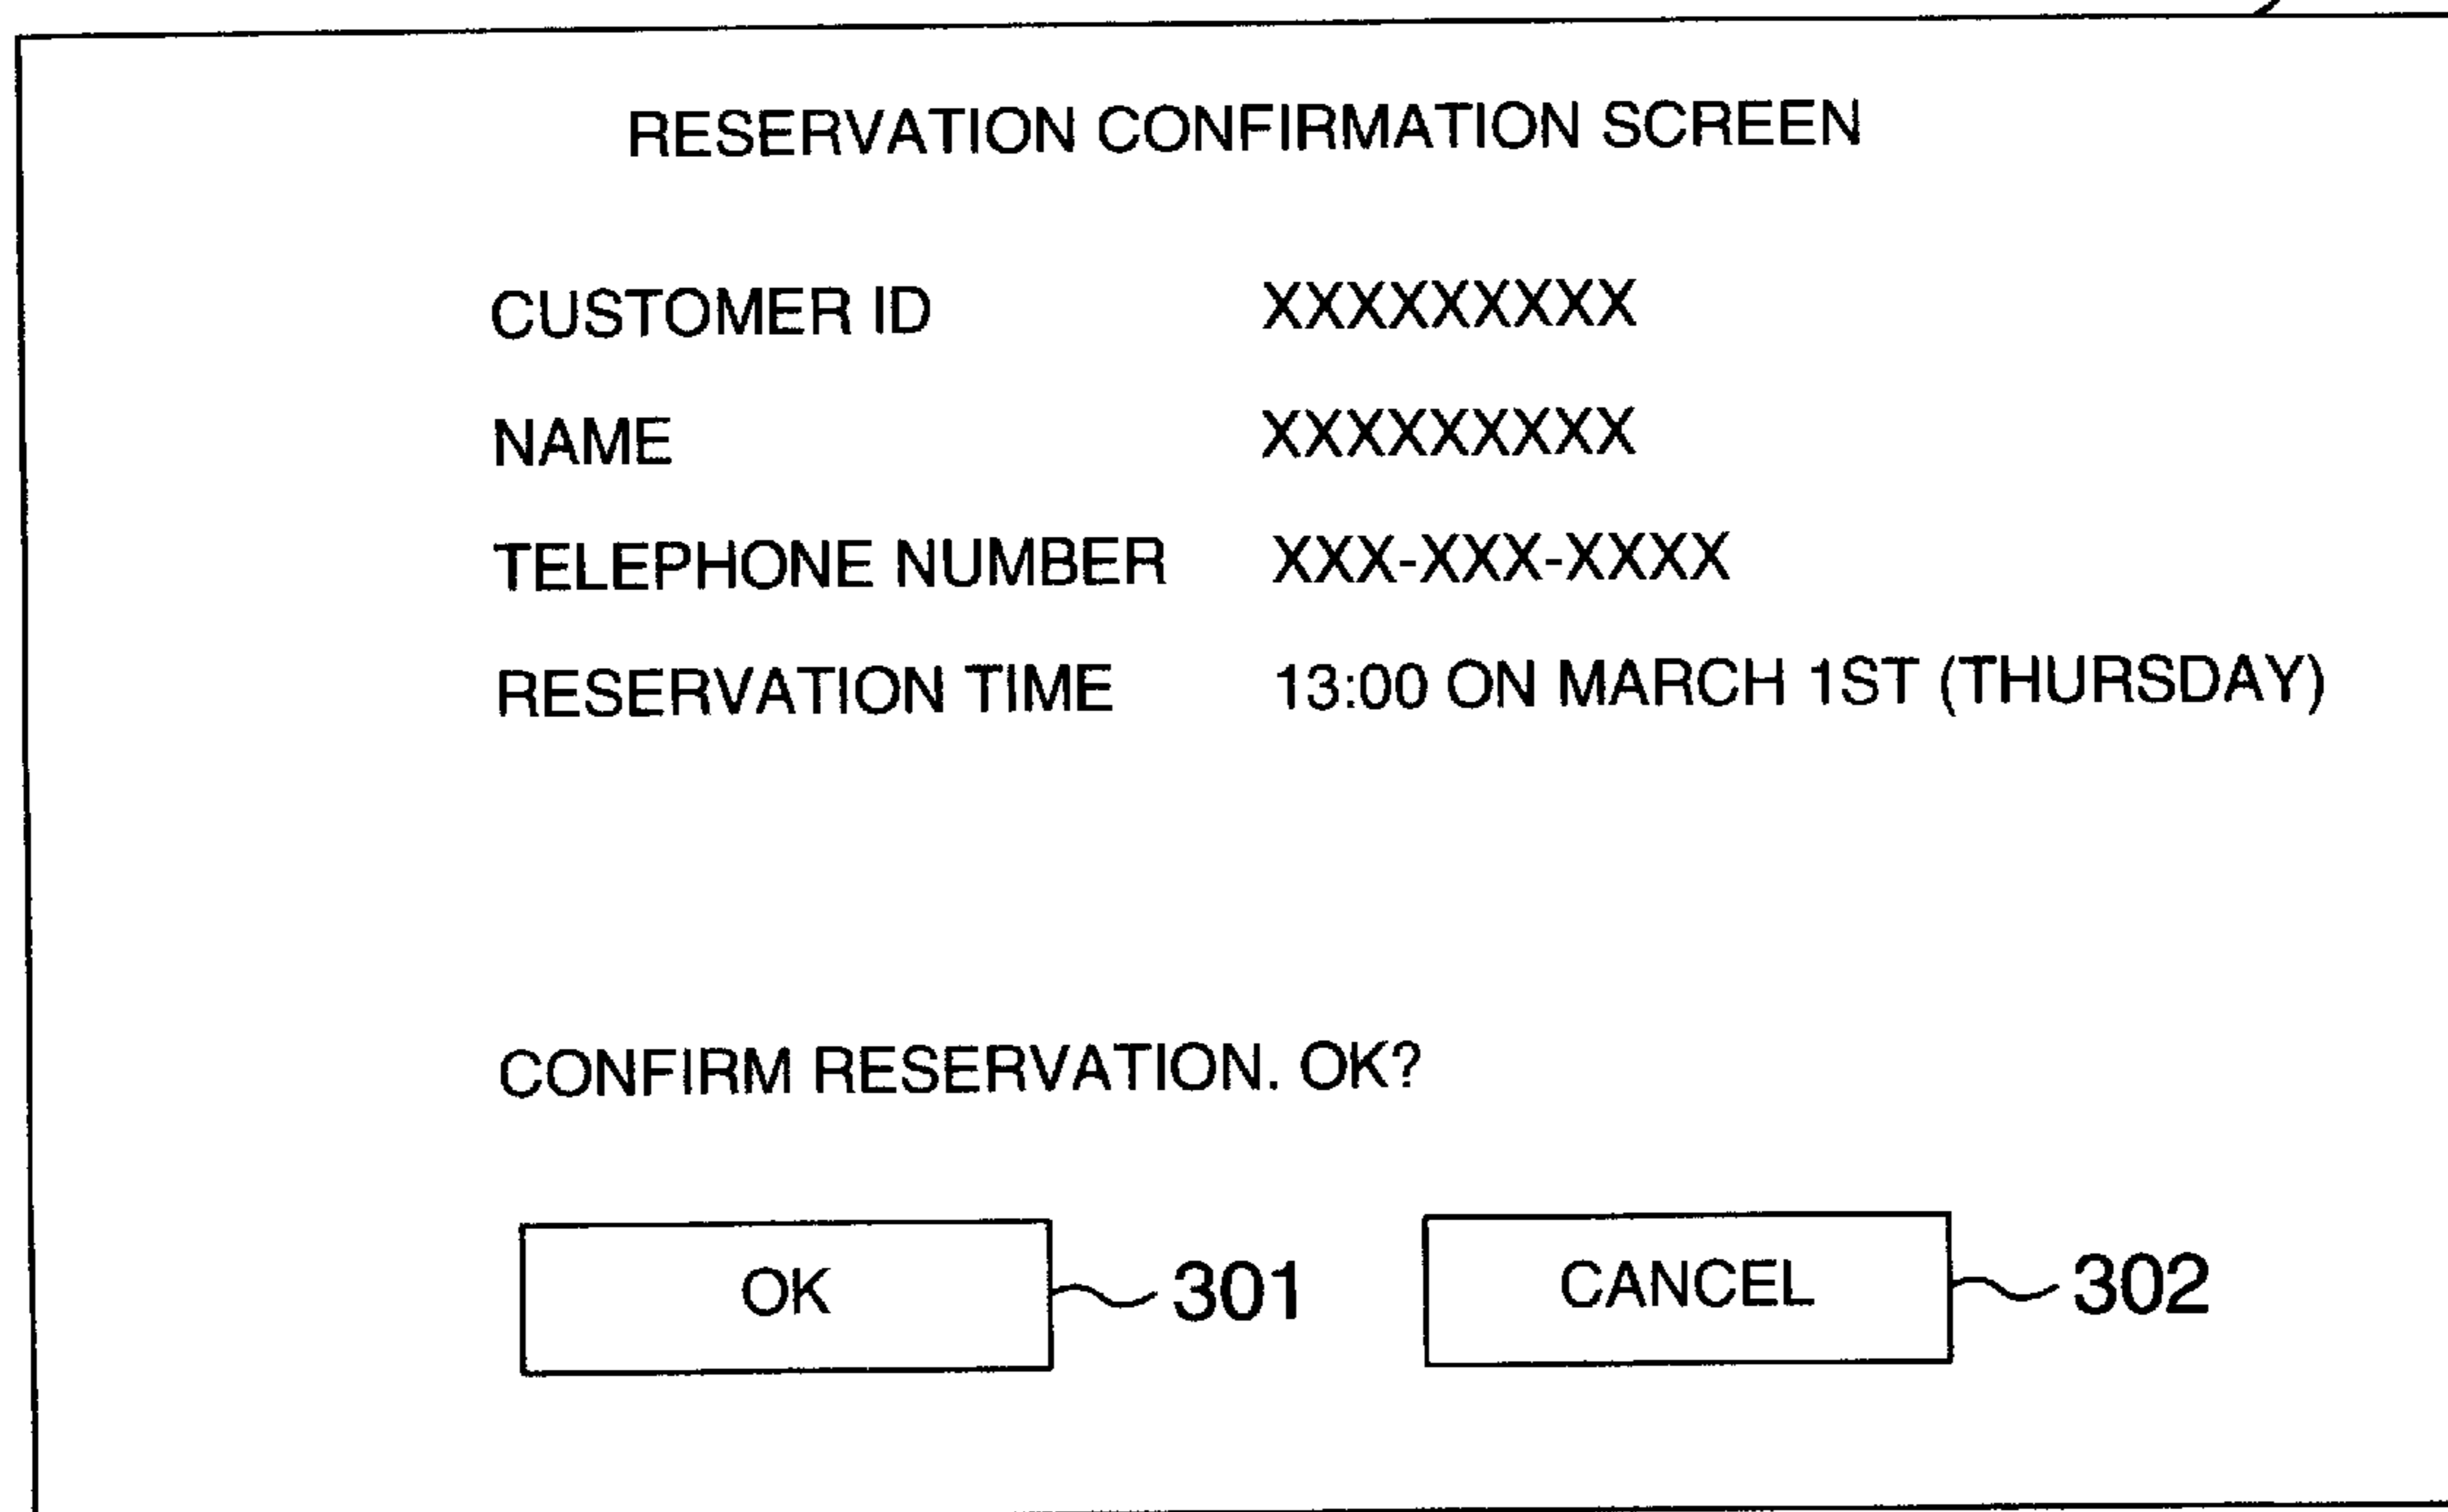 RESERVATION CONFIRMATION SCREEN
CUSTOMER ID XXXXXXXXX
NAME XXXXXXXXX
TELEPHONE NUMBER XXX-XXX-XXXX
RESERVATION TIME 13:00 ON MARCH 1ST (THURSDAY)
CONFIRM RESERVATION. OK?
OK 301 CANCEL 302